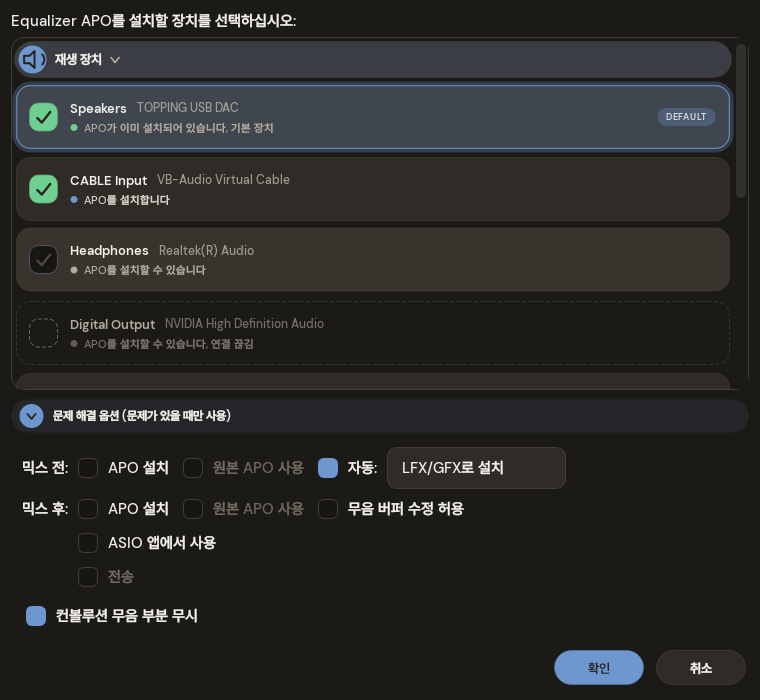 Equalizer APO를 설치할 장치를 선택하십시오:
재생 장치
Speakers TOPPING USB DAC
APO가 이미 설치되어 있습니다, 기본 장치
DEFAULT
CABLE Input VB-Audio Virtual Cable
APO를 설치합니다
Headphones Realtek(R) Audio
APO를 설치할 수 있습니다
Digital Output NVIDIA High Definition Audio
APO를 설치할 수 있습니다, 연결 끊김
문제 해결 옵션 (문제가 있을 때만 사용)
믹스 전: APO 설치 원본 APO 사용 자동: LFX/GFX로 설치
믹스 후: APO 설치 원본 APO 사용 무음 버퍼 수정 허용
ASIO 앱에서 사용
전송
컨볼루션 무음 부분 무시
확인 취소